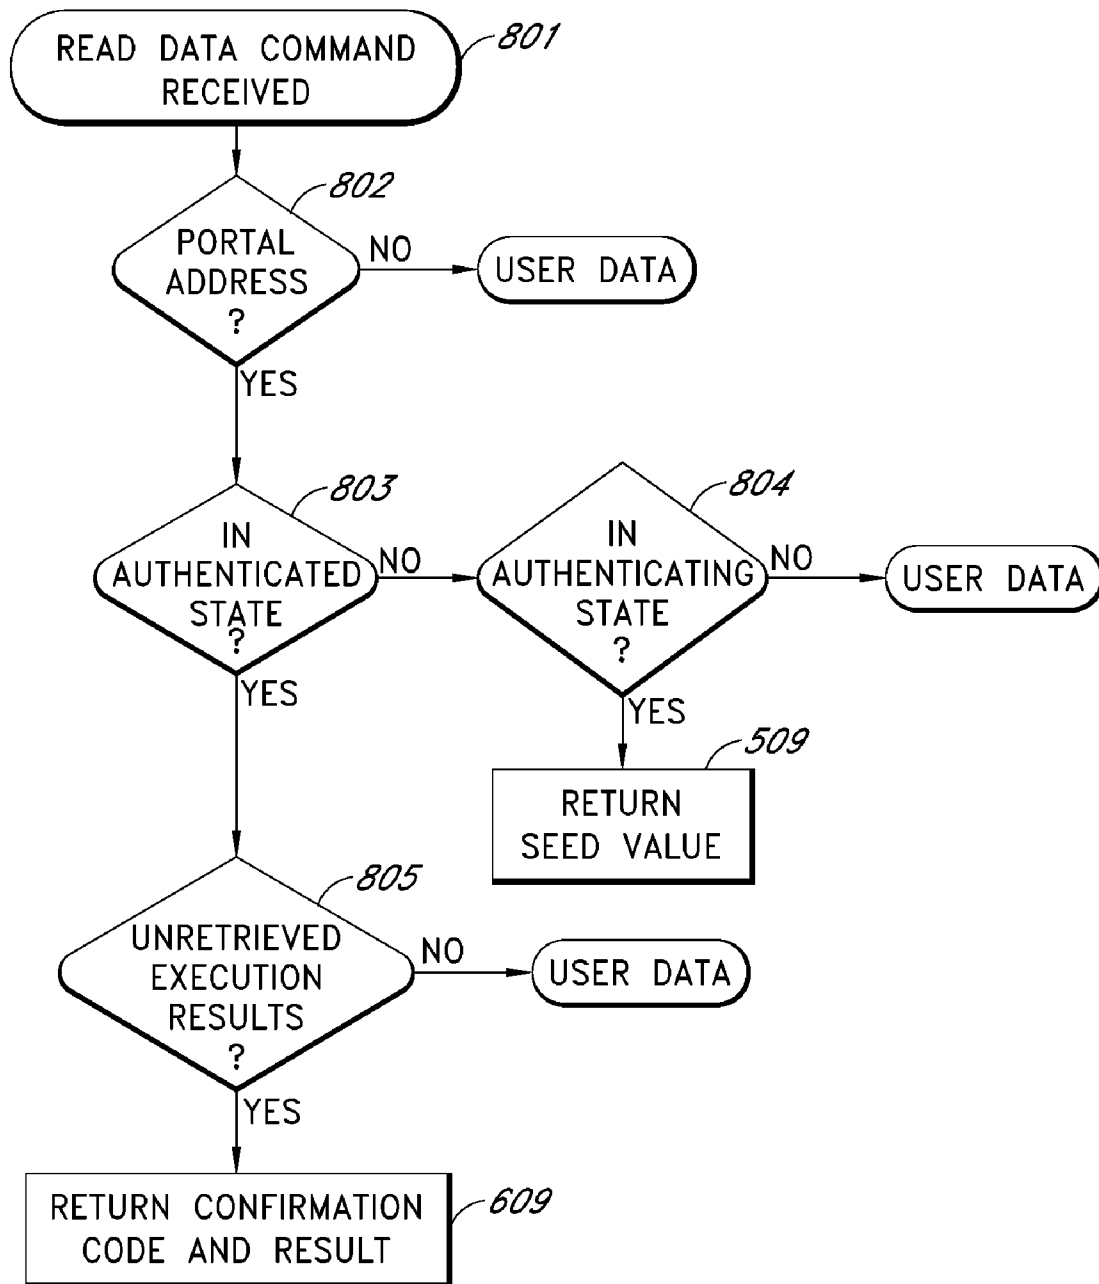 READ DATA COMMAND
RECEIVED
801
802
PORTAL
ADDRESS
?
NO
USER DATA
YES
803
IN
AUTHENTICATED
STATE
?
NO
804
IN
AUTHENTICATING
STATE
?
NO
USER DATA
YES
YES
509
RETURN
SEED VALUE
805
UNRETRIEVED
EXECUTION
RESULTS
?
NO
USER DATA
YES
RETURN CONFIRMATION
CODE AND RESULT
609